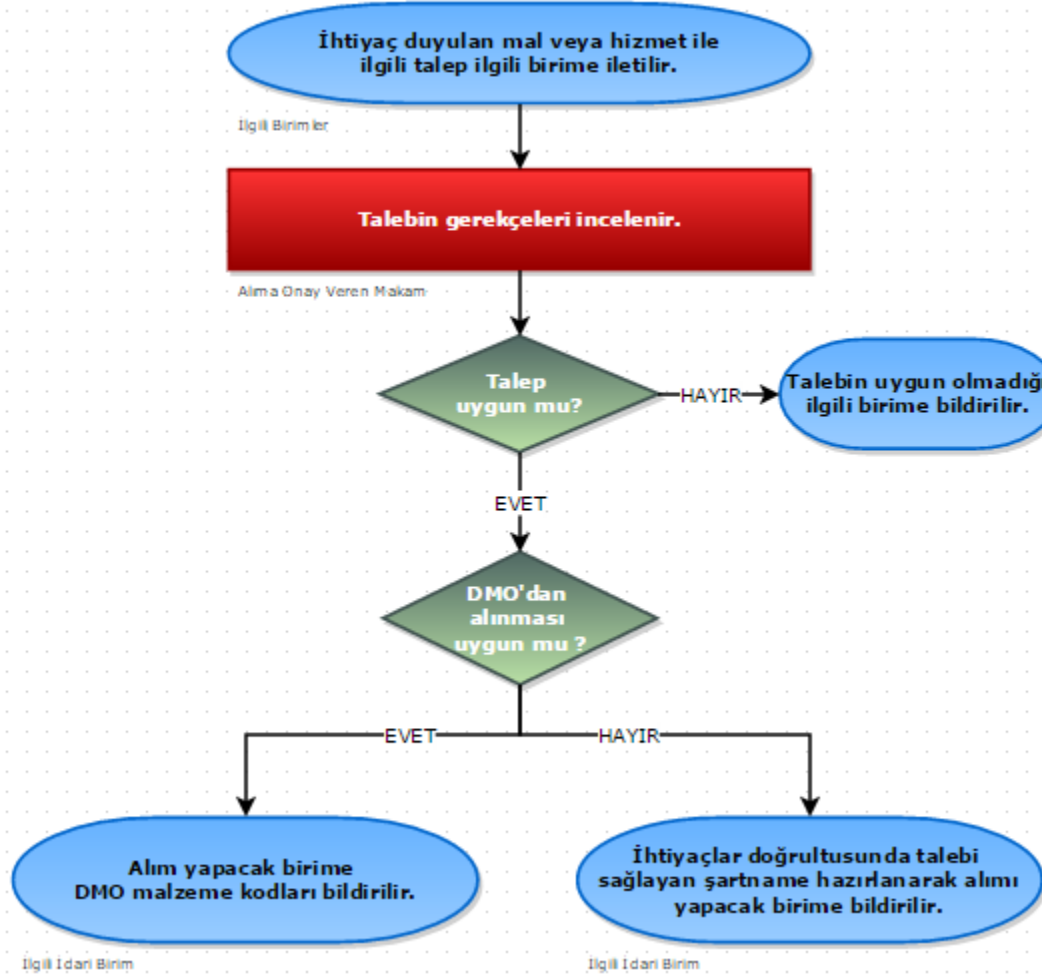 İhtiyaç duyulan mal veya hizmet ile
ilgili talep ilgili birime iletilir.
İlgili Birimler
Talebin gerekçeleri incelenir.
Alıma Onay Veren Makam
Talep
uygun mu?
HAYIR
Talebin uygun olmadığı
ilgili birime bildirilir.
EVET
DMO'dan
alınması
uygun mu ?
EVET
HAYIR
Alım yapacak birime
DMO malzeme kodları bildirilir.
İhtiyaçlar doğrultusunda talebi
sağlayan şartname hazırlanarak alımı
yapacak birime bildirilir.
İlgili İdari Birim
İlgili İdari Birim